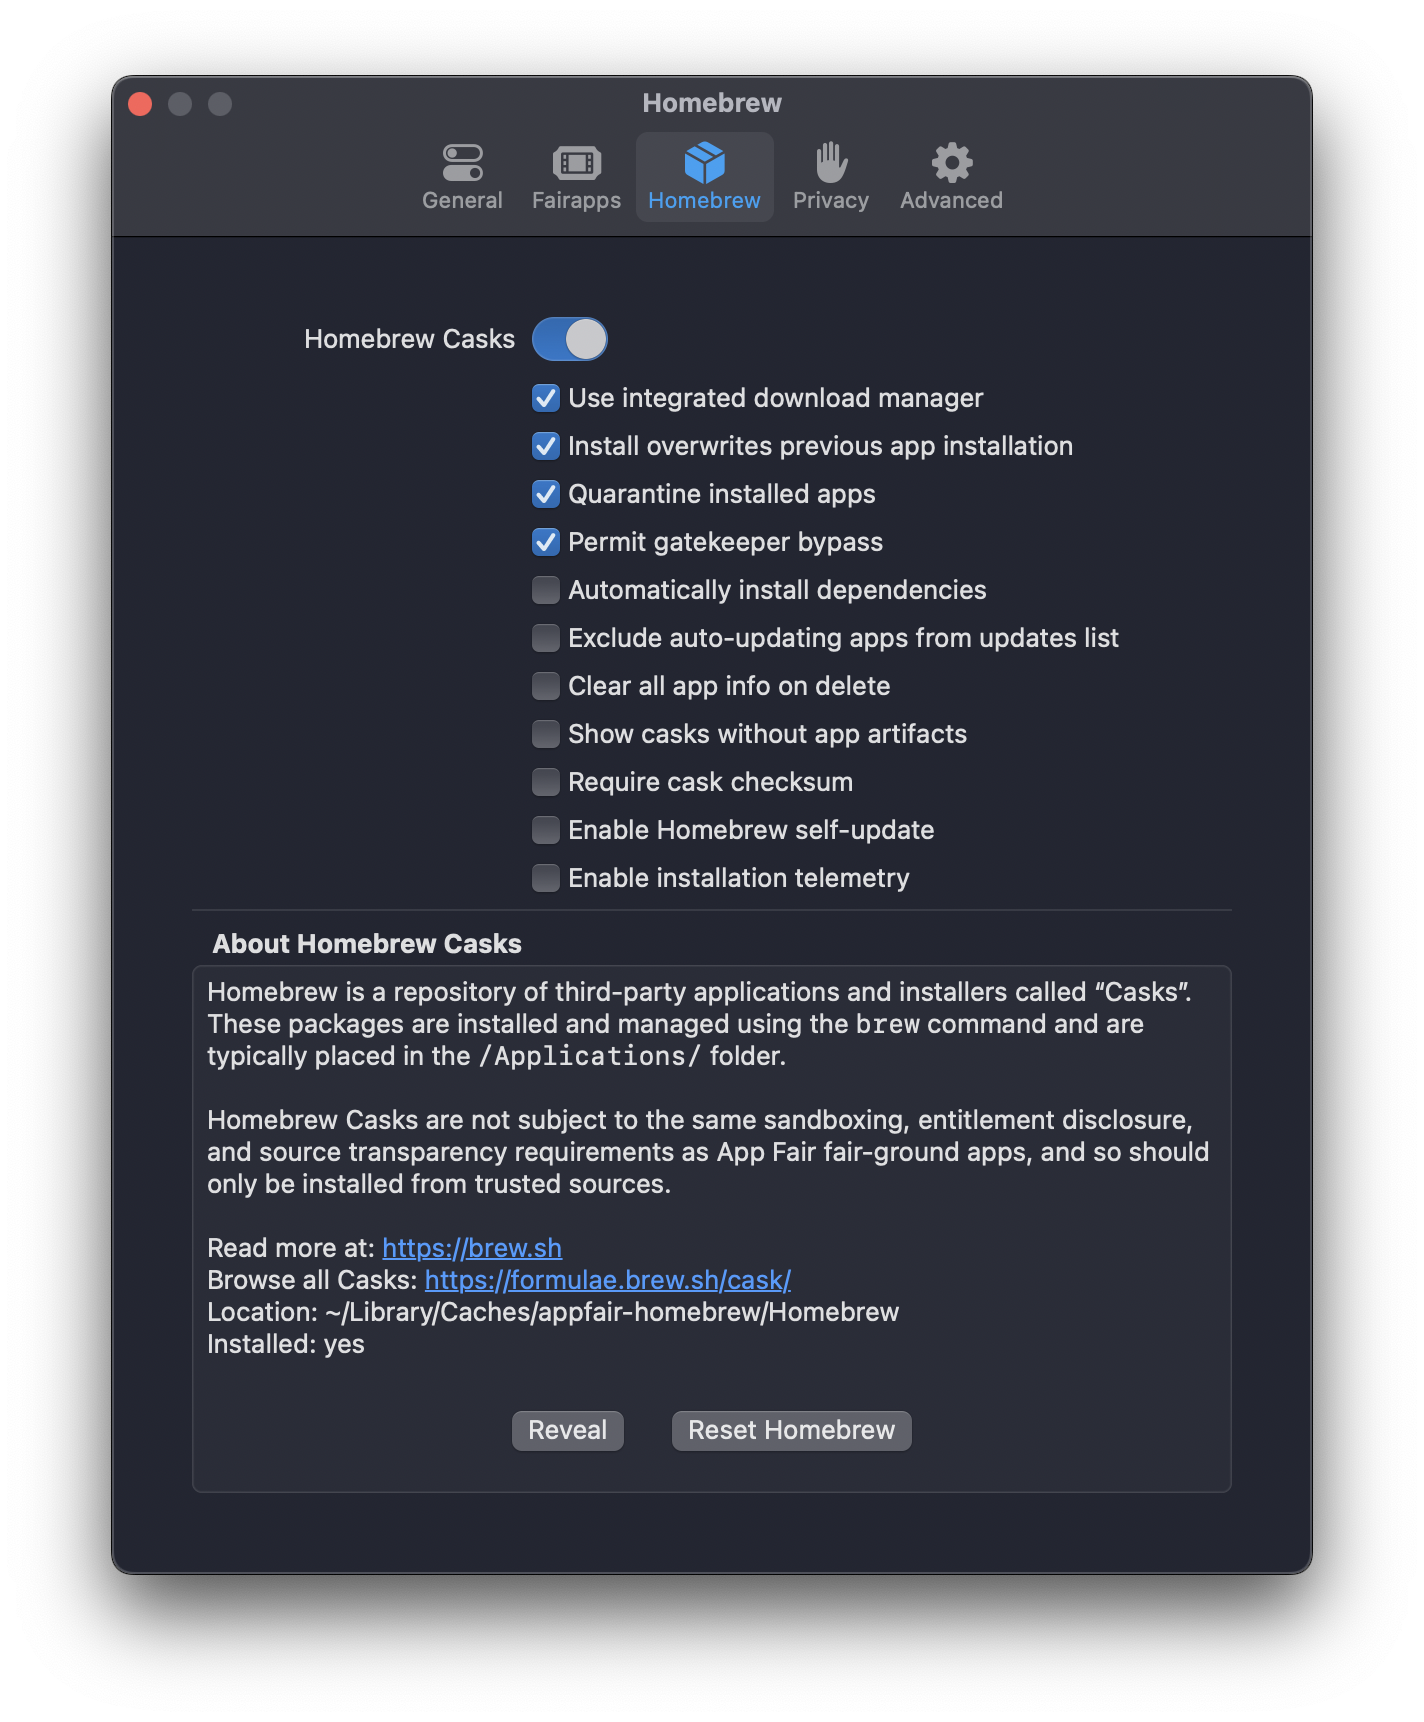 Homebrew
General
Fairapps
Homebrew
Privacy
Advanced
Homebrew Casks
Use integrated download manager
Install overwrites previous app installation
Quarantine installed apps
Permit gatekeeper bypass
Automatically install dependencies
Exclude auto-updating apps from updates list
Clear all app info on delete
Show casks without app artifacts
Require cask checksum
Enable Homebrew self-update
Enable installation telemetry
About Homebrew Casks
Homebrew is a repository of third-party applications and installers called “Casks”.
These packages are installed and managed using the brew command and are
typically placed in the /Applications/ folder.
Homebrew Casks are not subject to the same sandboxing, entitlement disclosure,
and source transparency requirements as App Fair fair-ground apps, and so should
only be installed from trusted sources.
Read more at: https://brew.sh
Browse all Casks: https://formulae.brew.sh/cask/
Location: ~/Library/Caches/appfair-homebrew/Homebrew
Installed: yes
Reveal
Reset Homebrew